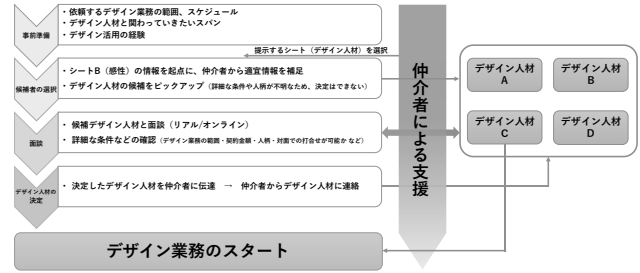 事前準備
・依頼するデザイン業務の範囲、スケジュール
・デザイン人材と関わっていきたいスパン
・デザイン活用の経験
提示するシート（デザイン人材）を選択
候補者の選択
・シートB（感性）の情報を起点に、仲介者から適宜情報を補足
・デザイン人材の候補をピックアップ（詳細な条件や人柄が不明なため、決定はできない）
面談
・候補デザイン人材と面談（リアル/オンライン）
・詳細な条件などの確認（デザイン業務の範囲・契約金額・人柄・対面での打合せが可能か など）
デザイン人材の
決定
・決定したデザイン人材を仲介者に伝達　→　仲介者からデザイン人材に連絡
デザイン業務のスタート
仲介者による支援
デザイン人材
A
デザイン人材
B
デザイン人材
C
デザイン人材
D